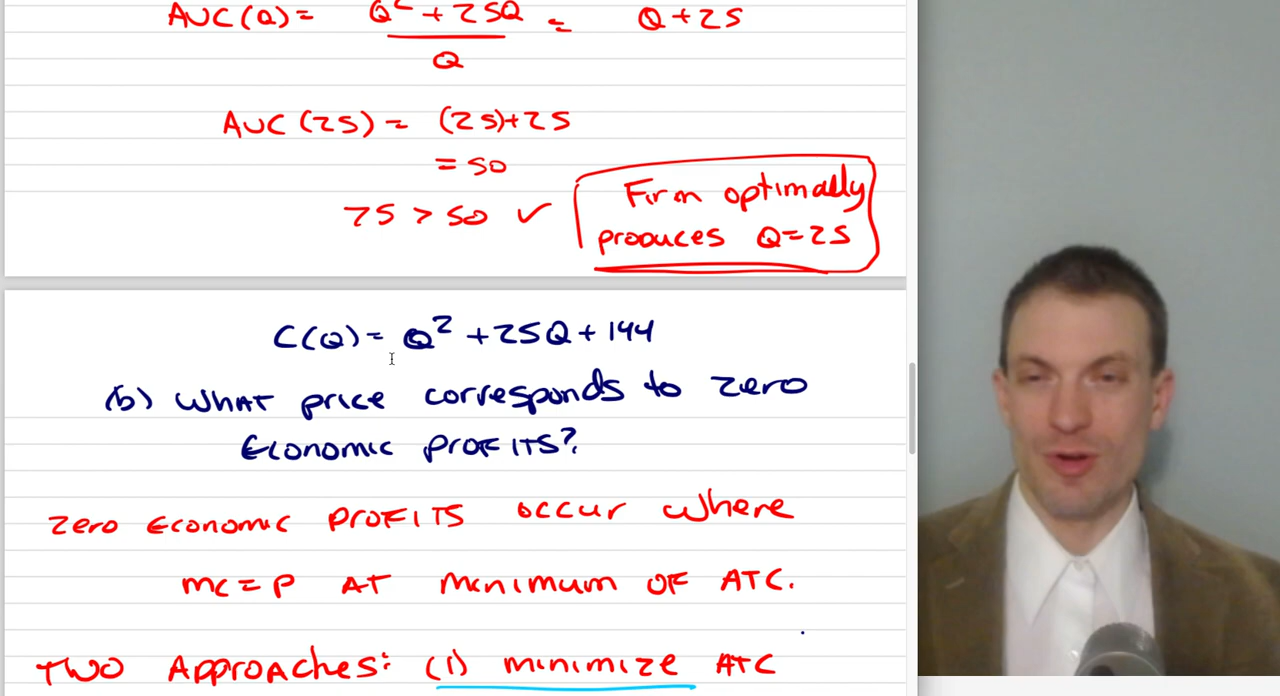 AVC(Q) = Q² + 25Q / Q = Q + 25
AVC(25) = (25)+25
= 50
75 > 50 ✓
Firm optimally
produces Q=25
C(Q) = Q² + 25Q + 144
(b) What price corresponds to zero
Economic profits?
Zero Economic profits occur where
MC = P at minimum of ATC.
Two Approaches: (1) minimize ATC